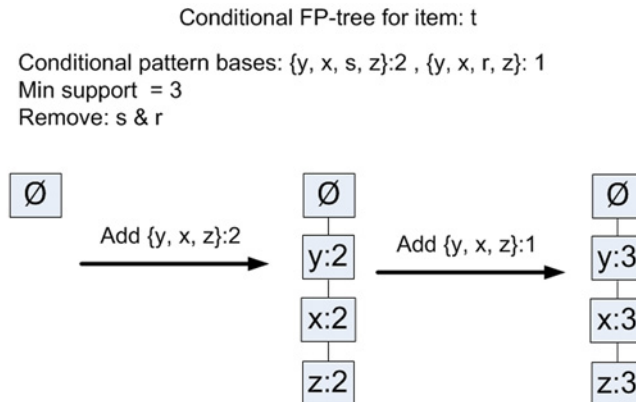 Conditional FP-tree for item: t
Conditional pattern bases: {y, x, s, z}:2 , {y, x, r, z}: 1
Min support  = 3
Remove: s & r
Ø
Add {y, x, z}:2
Ø
y:2
x:2
z:2
Add {y, x, z}:1
Ø
y:3
x:3
z:3